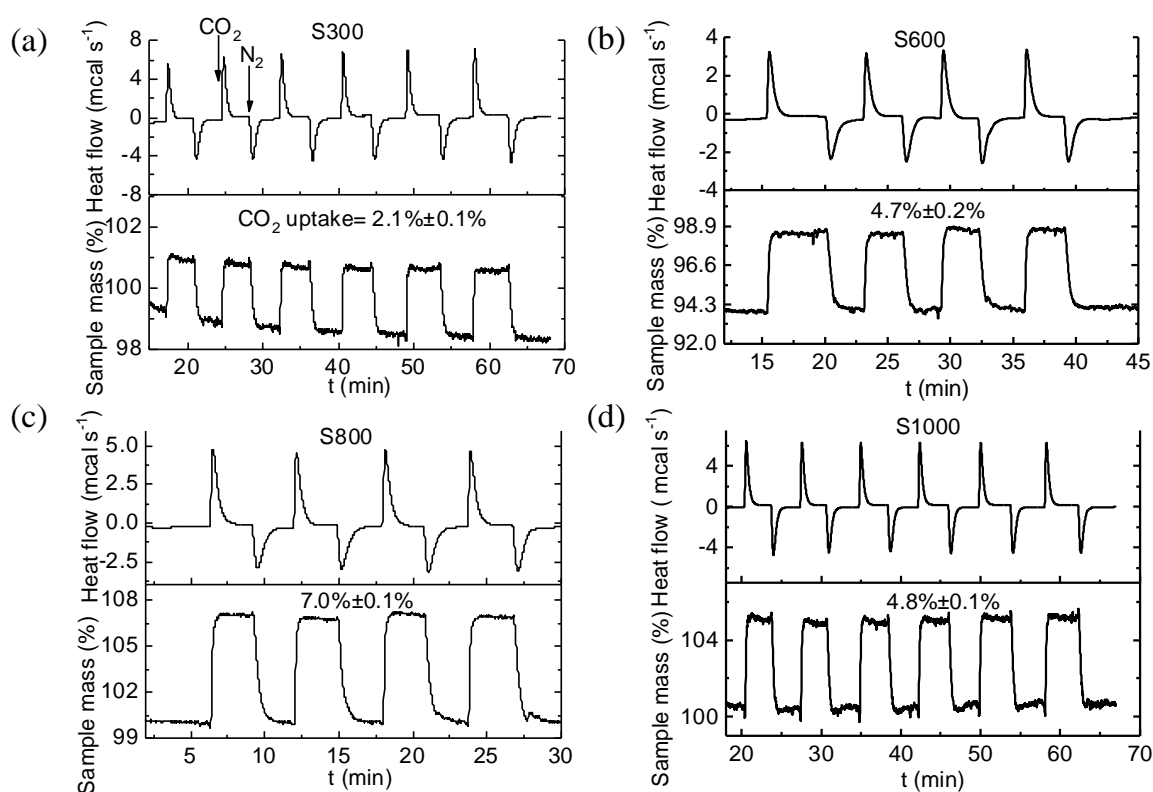 (a)
S300
CO2
N2
Heat flow (mcal s-1)
8
4
0
-4
-8
CO2 uptake= 2.1%±0.1%
Sample mass (%)
102
100
98
20
30
40
50
60
70
t (min)
(b)
S600
Heat flow (mcal s-1)
4
2
0
-2
-4
4.7%±0.2%
Sample mass (%)
98.9
96.6
94.3
92.0
15
20
25
30
35
40
45
t (min)
(c)
S800
Heat flow (mcal s-1)
5.0
2.5
0.0
-2.5
7.0%±0.1%
Sample mass (%)
108
105
102
99
5
10
15
20
25
30
t (min)
(d)
S1000
Heat flow ( mcal s-1)
4
0
-4
4.8%±0.1%
Sample mass (%)
104
100
20
30
40
50
60
70
t (min)